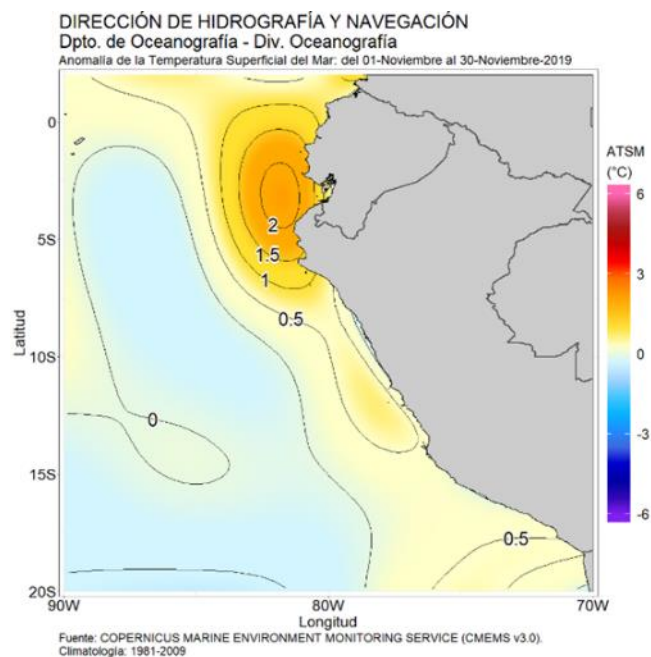 DIRECCIÓN DE HIDROGRAFÍA Y NAVEGACIÓN
Dpto. de Oceanografía - Div. Oceanografía
Anomalía de la Temperatura Superficial del Mar: del 01-Noviembre al 30-Noviembre-2019
ATSM
(°C)
6
3
0
-3
-6
0
5S
10S
15S
20S
Latitud
2
1.5
1
0.5
0
0.5
90W
80W
70W
Longitud
Fuente: COPERNICUS MARINE ENVIRONMENT MONITORING SERVICE (CMEMS v3.0).
Climatología: 1981-2009